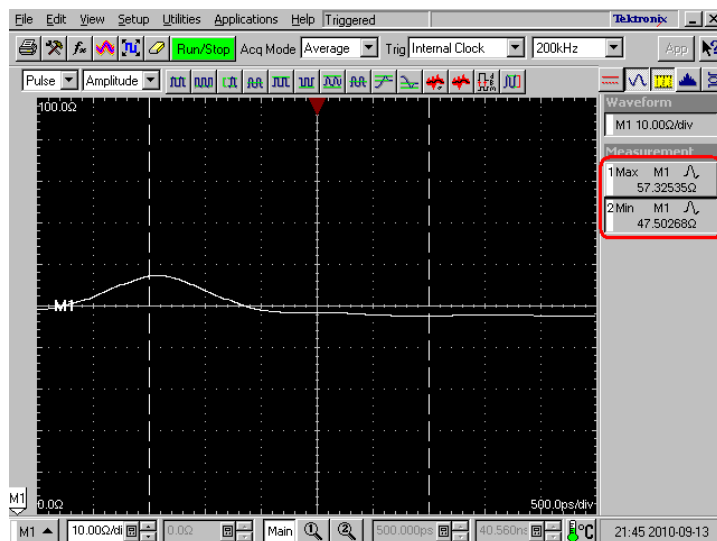 File Edit View Setup Utilities Applications Help Triggered Tektronix
Run/Stop Acq Mode Average Trig Internal Clock 200kHz App
Pulse Amplitude
100.0Ω
Waveform
M1 10.00Ω/div
Measurement
1 Max M1
57.32535Ω
2 Min M1
47.50268Ω
M1
M1
0.0Ω
500.0ps/div
M1 10.00Ω/di 0.0Ω Main 1 2 500.000ps 40.560ns °C 21:45 2010-09-13